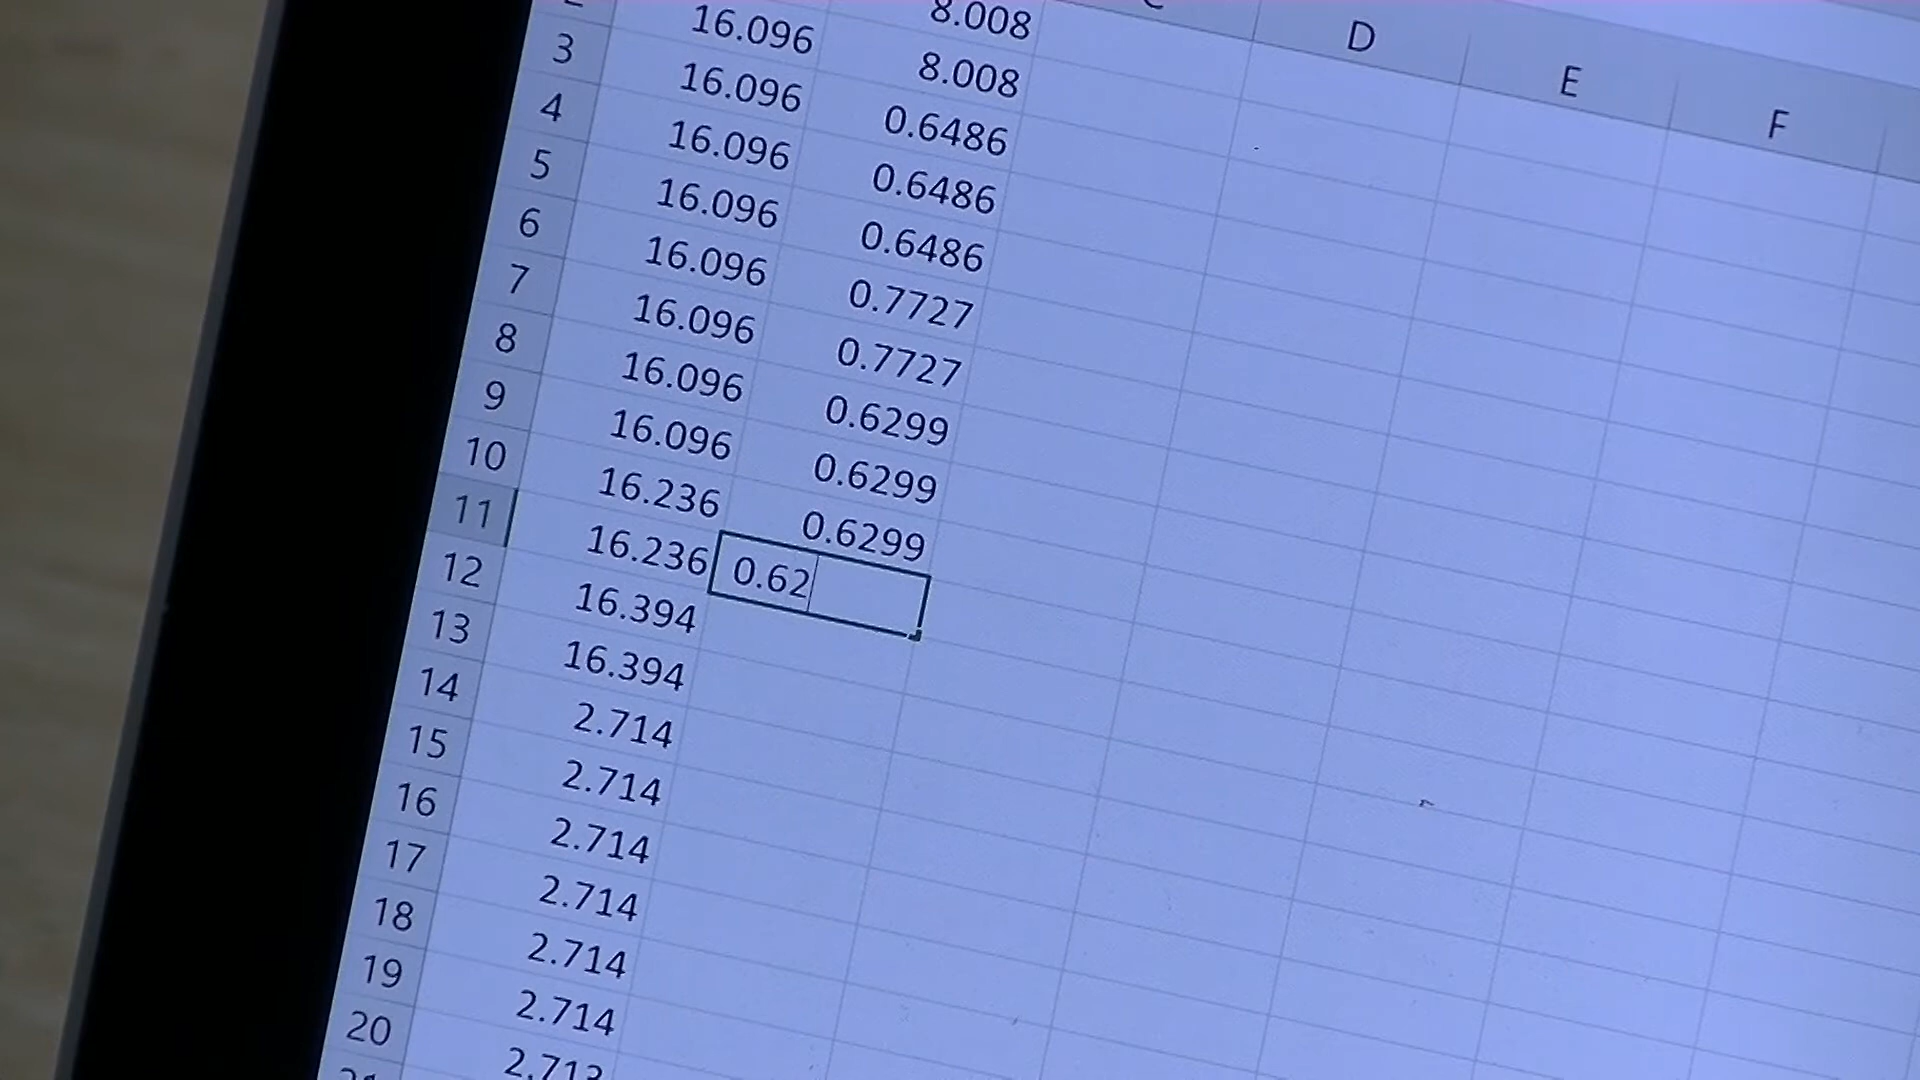 D E F
8.008
16.096 8.008
3 16.096 0.6486
4 16.096 0.6486
5 16.096 0.6486
6 16.096 0.7727
7 16.096 0.7727
8 16.096 0.6299
9 16.096 0.6299
10 16.236 0.6299
11 16.236 0.62
12 16.394
13 16.394
14 2.714
15 2.714
16 2.714
17 2.714
18 2.714
19 2.714
20 2.713